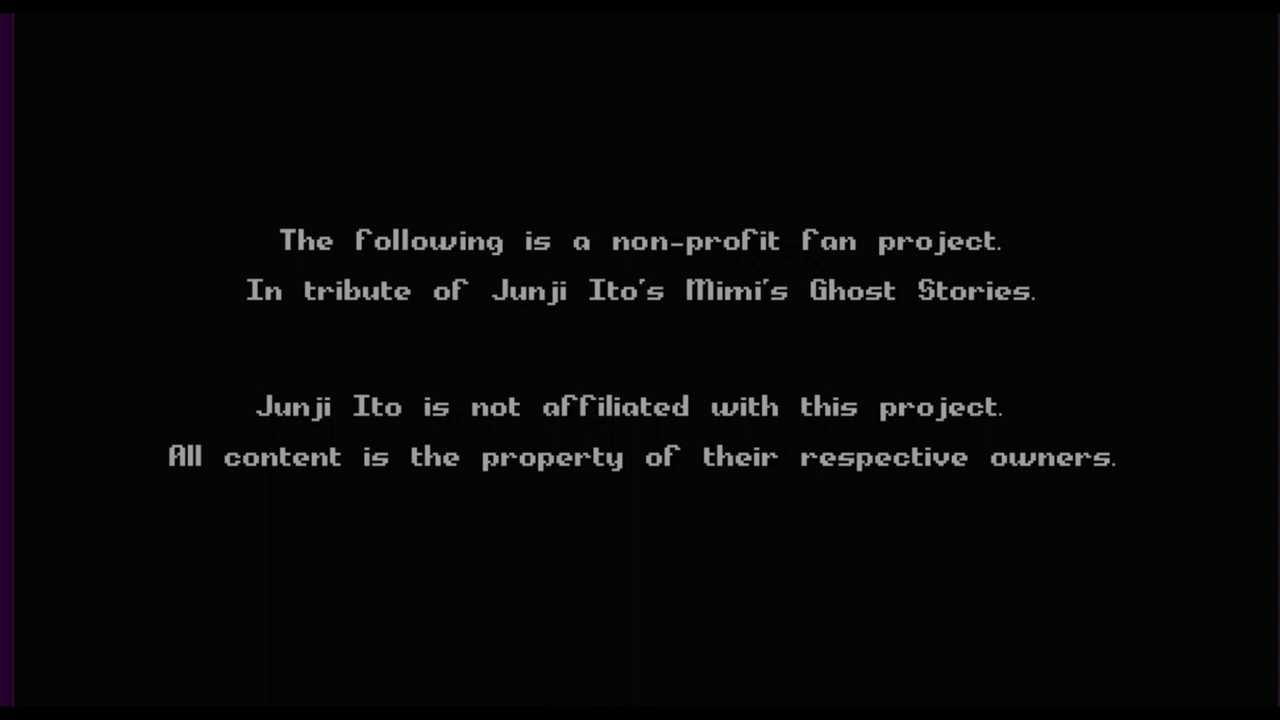 The following is a non-profit fan project.
In tribute of Junji Ito's Mimi's Ghost Stories.
Junji Ito is not affiliated with this project.
All content is the property of their respective owners.